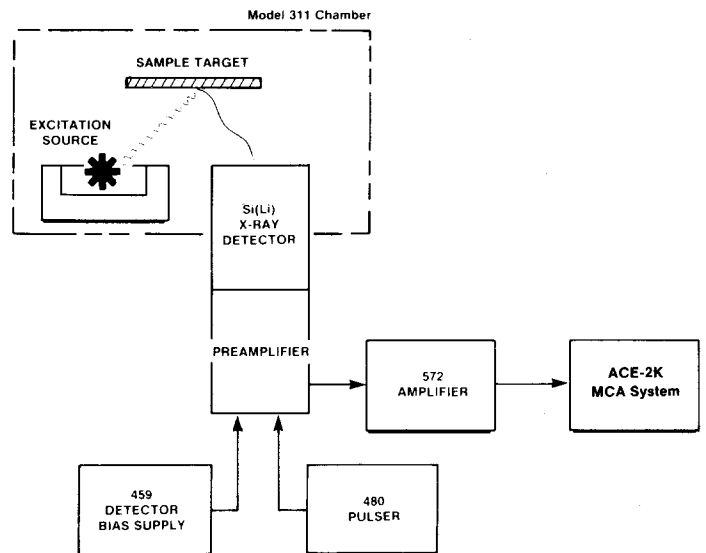 Model 311 Chamber
SAMPLE TARGET
EXCITATION
SOURCE
Si(Li)
X-RAY
DETECTOR
PREAMPLIFIER
572
AMPLIFIER
ACE-2K
MCA System
459
DETECTOR
BIAS SUPPLY
480
PULSER